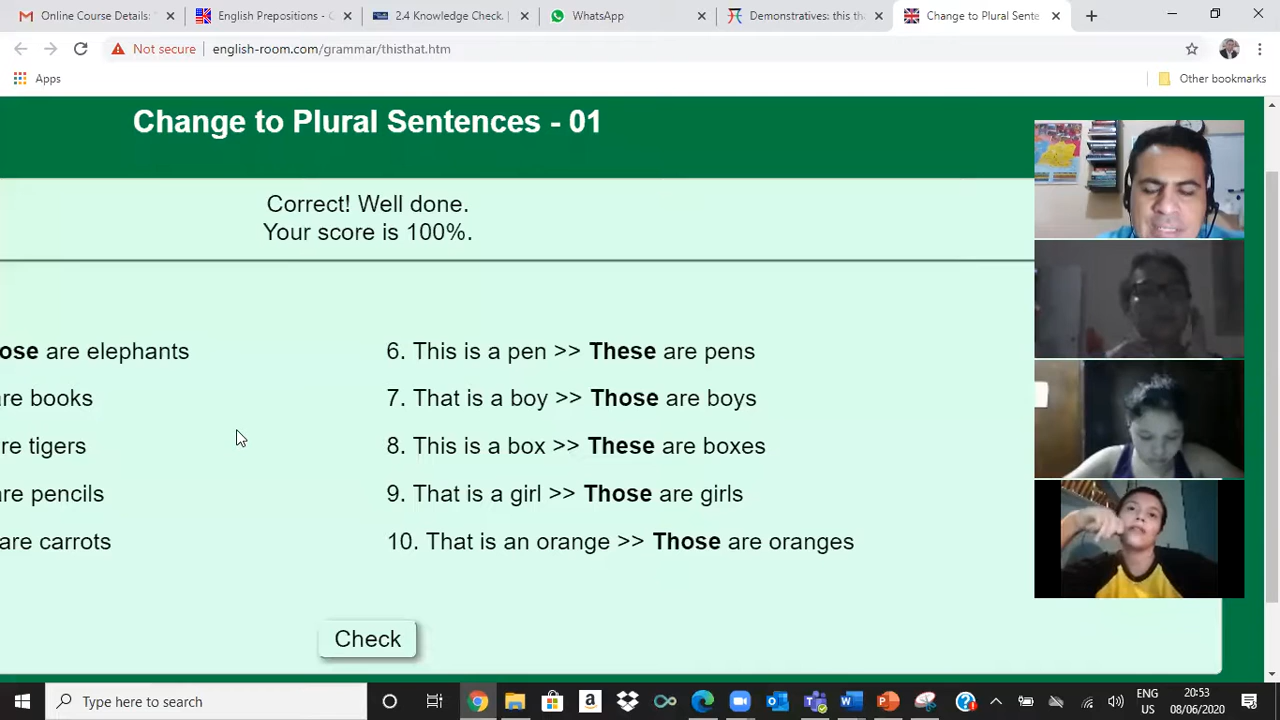 Online Course Details:
English Prepositions - C
2.4 Knowledge Check.
WhatsApp
Demonstratives: this th
Change to Plural Sente
Not secure
english-room.com/grammar/thisthat.htm
Apps
Other bookmarks
Change to Plural Sentences - 01
Correct! Well done.
Your score is 100%.
ose are elephants
are books
re tigers
are pencils
are carrots
6. This is a pen >> These are pens
7. That is a boy >> Those are boys
8. This is a box >> These are boxes
9. That is a girl >> Those are girls
10. That is an orange >> Those are oranges
Check
Type here to search
ENG
US
20:53
08/06/2020